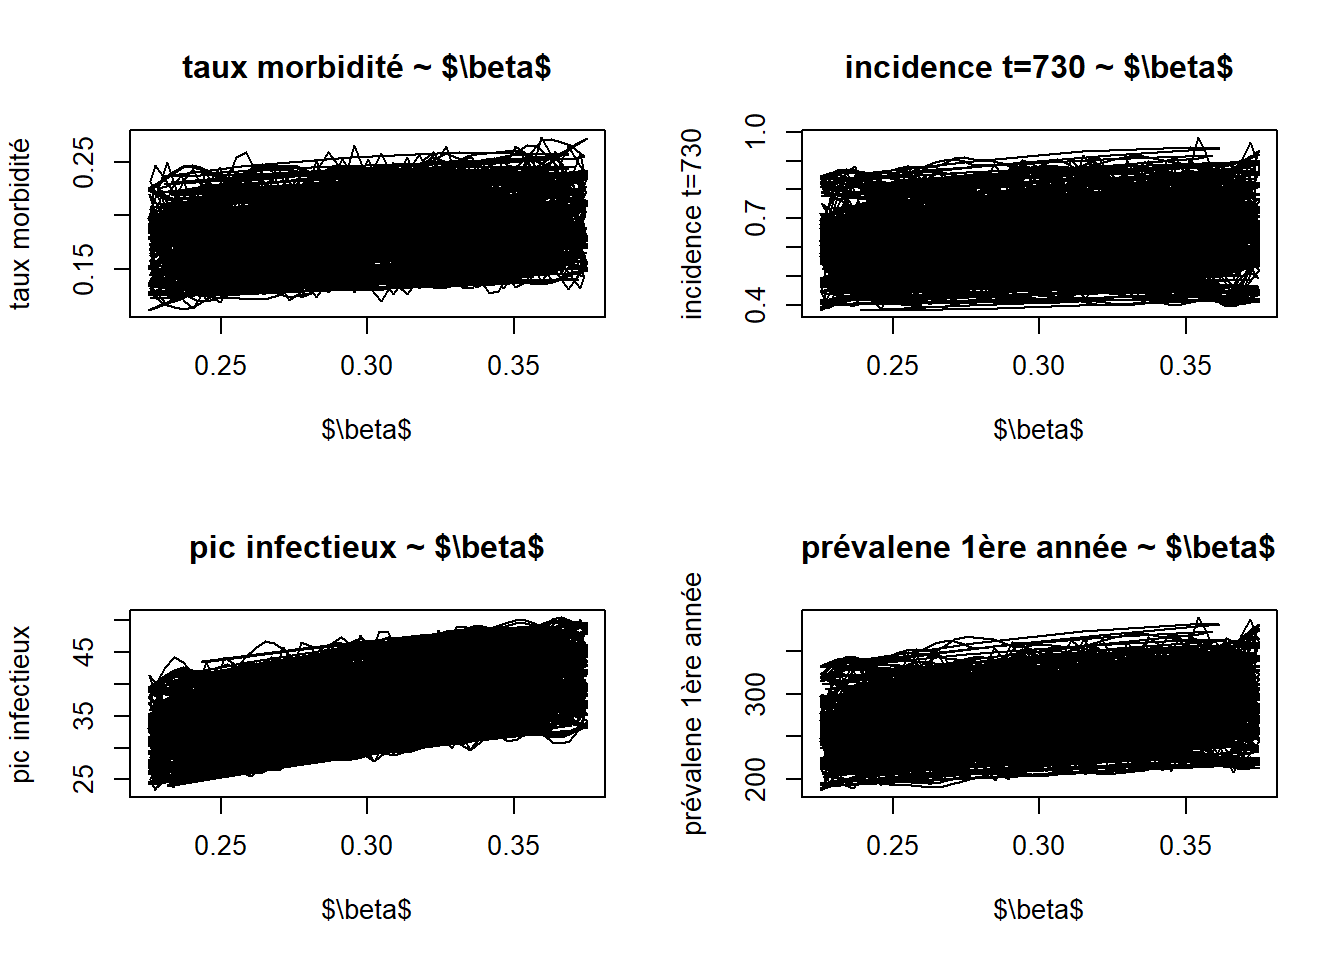 taux morbidité ~ $\beta$
taux morbidité
0.15 0.25
0.25 0.30 0.35
$\beta$
incidence t=730 ~ $\beta$
incidence t=730
0.4 0.7 1.0
0.25 0.30 0.35
$\beta$
pic infectieux ~ $\beta$
pic infectieux
25 35 45
0.25 0.30 0.35
$\beta$
prévalene 1ère année ~ $\beta$
prévalene 1ère année
200 300
0.25 0.30 0.35
$\beta$